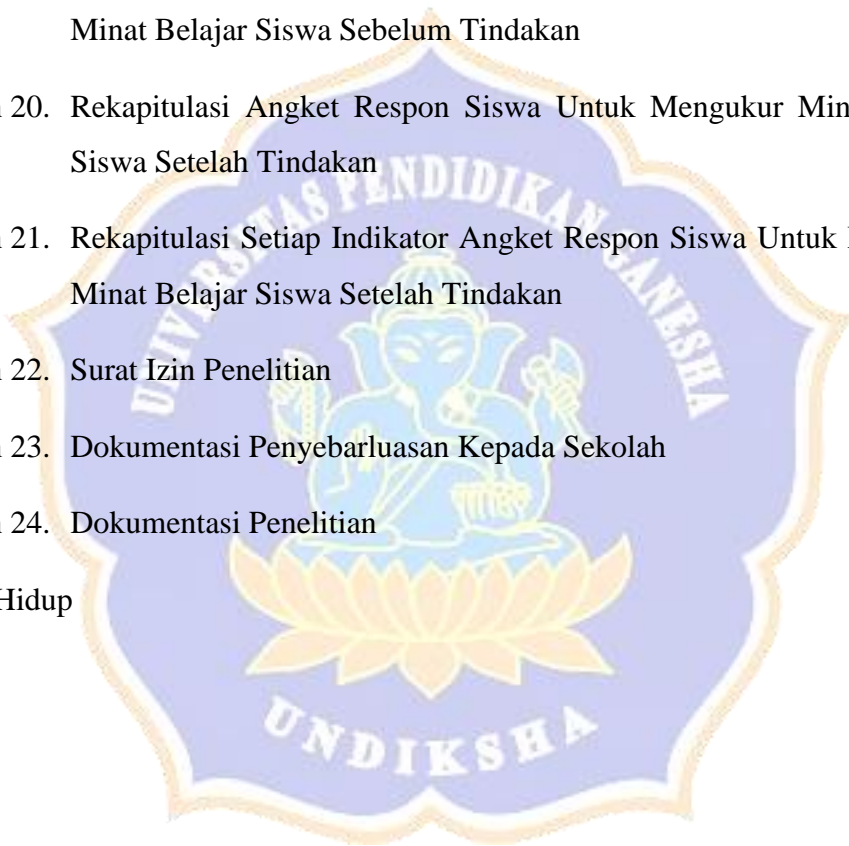 Minat Belajar Siswa Sebelum Tindakan
20. Rekapitulasi Angket Respon Siswa Untuk Mengukur
Siswa Setelah Tindakan
21. Rekapitulasi Setiap Indikator Angket Respon Siswa Untuk
Minat Belajar Siswa Setelah Tindakan
22. Surat Izin Penelitian
23. Dokumentasi Penyebarluasan Kepada Sekolah
24. Dokumentasi Penelitian
Hidup
UNIVERSITAS PENDIDIKAN GANESHA
UNDIKSHA